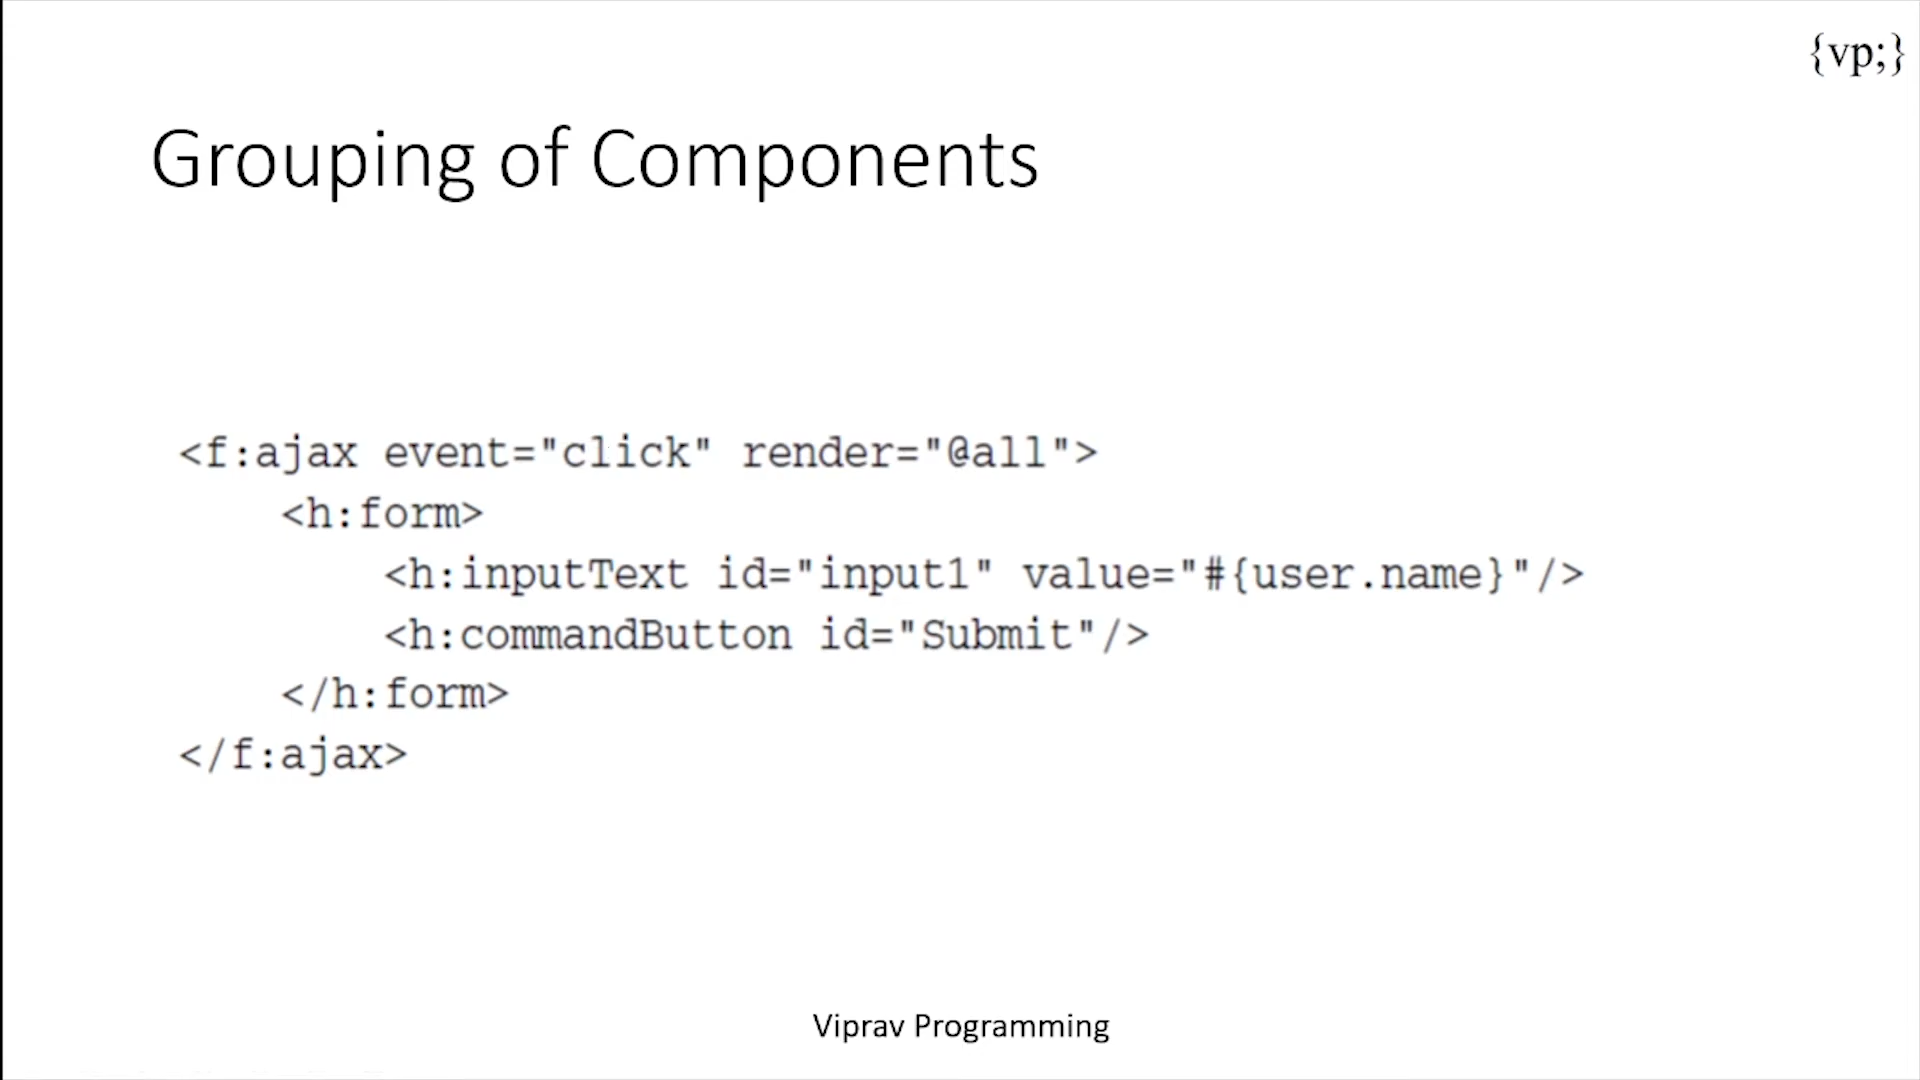 {vp;}
Grouping of Components
<f:ajax event="click" render="@all">
<h:form>
<h:inputText id="input1" value="#{user.name}"/>
<h:commandButton id="Submit"/>
</h:form>
</f:ajax>
Viprav Programming